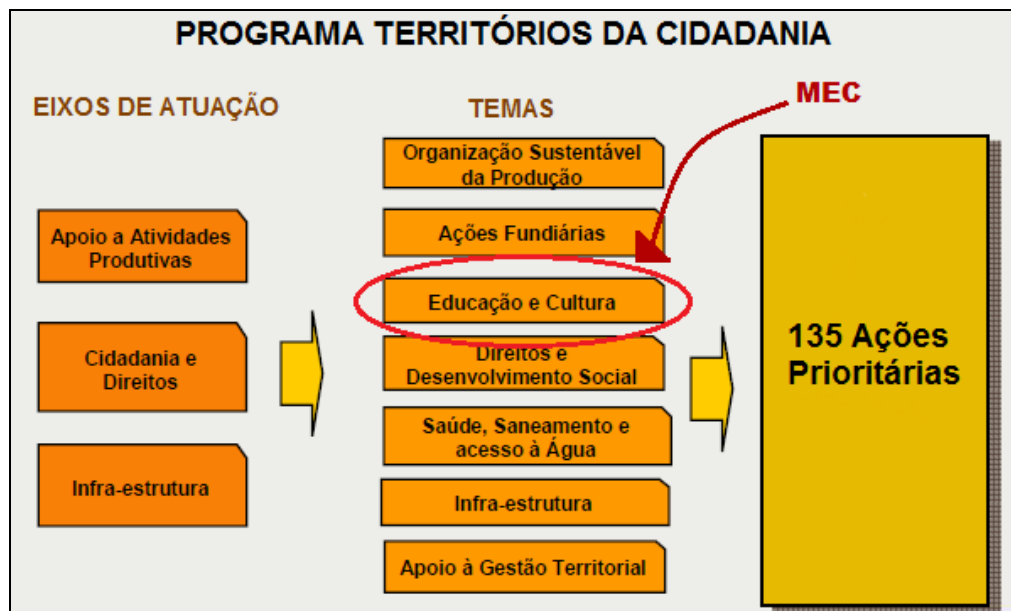 PROGRAMA TERRITÓRIOS DA CIDADANIA
EIXOS DE ATUAÇÃO
Apoio a Atividades
Produtivas
Cidadania e
Direitos
Infra-estrutura
TEMAS
MEC
Organização Sustentável
da Produção
Ações Fundiárias
Educação e Cultura
Direitos e
Desenvolvimento Social
Saúde, Saneamento e
acesso à Água
Infra-estrutura
Apoio à Gestão Territorial
135 Ações
Prioritárias